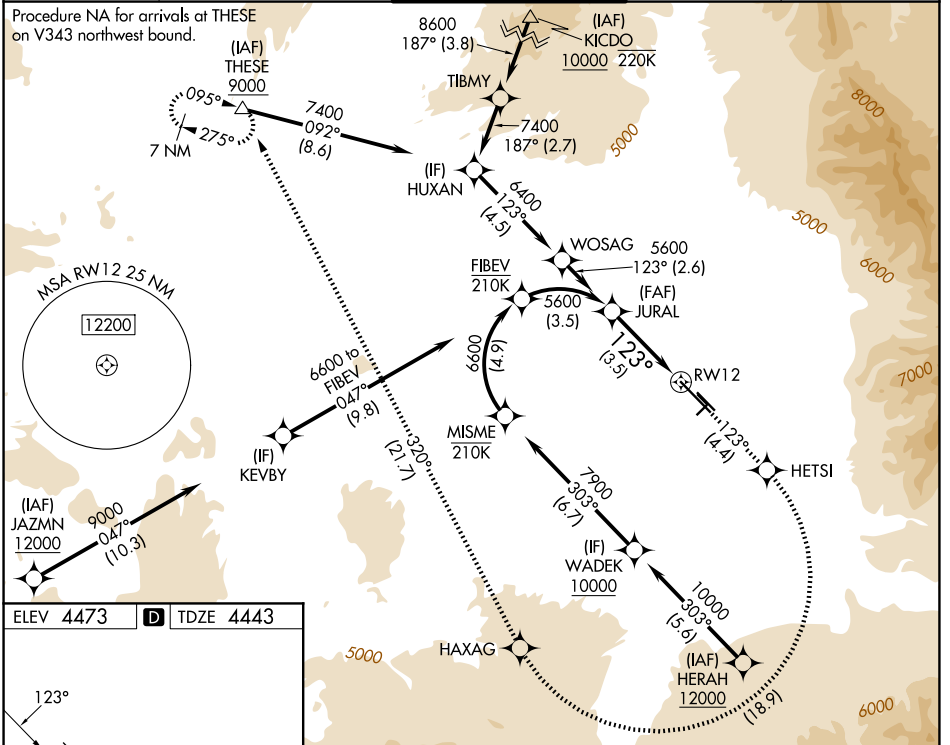 Procedure NA for arrivals at THESE
on V343 northwest bound.
(IAF)
THESE
9000
095°
275°
7 NM
7400
092°
(8.6)
8600
187° (3.8)
(IAF)
KICDO
10000 220K
TIBMY
7400
187° (2.7)
(IF)
HUXAN
5000
8000
6400
123°
(4.5)
WOSAG
5600
123° (2.6)
5000
6000
FIBEV
210K
5600
(3.5)
(FAF)
JURAL
123°
(3.5)
RW12
7000
MSA RW12 25 NM
12200
6600 to
FIBEV
047°
(9.8)
(IF)
KEVBY
6600
(4.9)
MISME
210K
320°
(21.7)
123°
(4.4)
HETSI
(IAF)
JAZMN
12000
9000
047°
(10.3)
7900
303°
(6.7)
(IF)
WADEK
10000
10000
303°
(5.6)
(IAF)
HERAH
12000
(18.9)
HAXAG
5000
6000
ELEV 4473 D TDZE 4443
123°